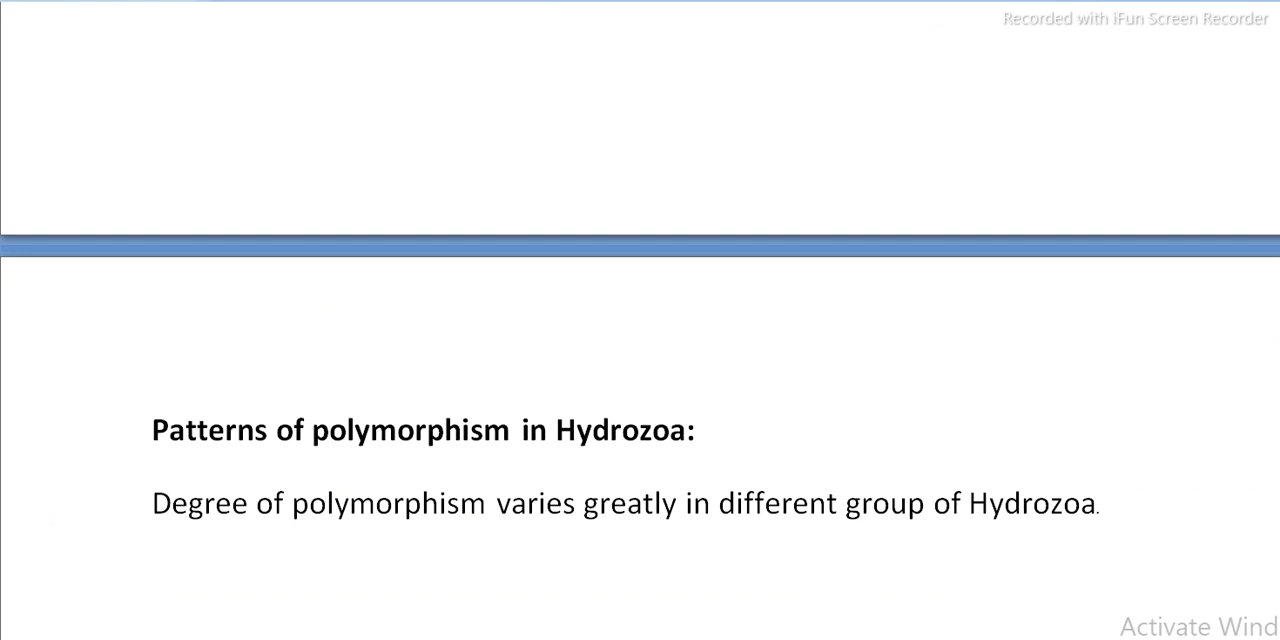 Recorded with iFun Screen Recorder
Patterns of polymorphism in Hydrozoa:
Degree of polymorphism varies greatly in different group of Hydrozoa.
Activate Wind